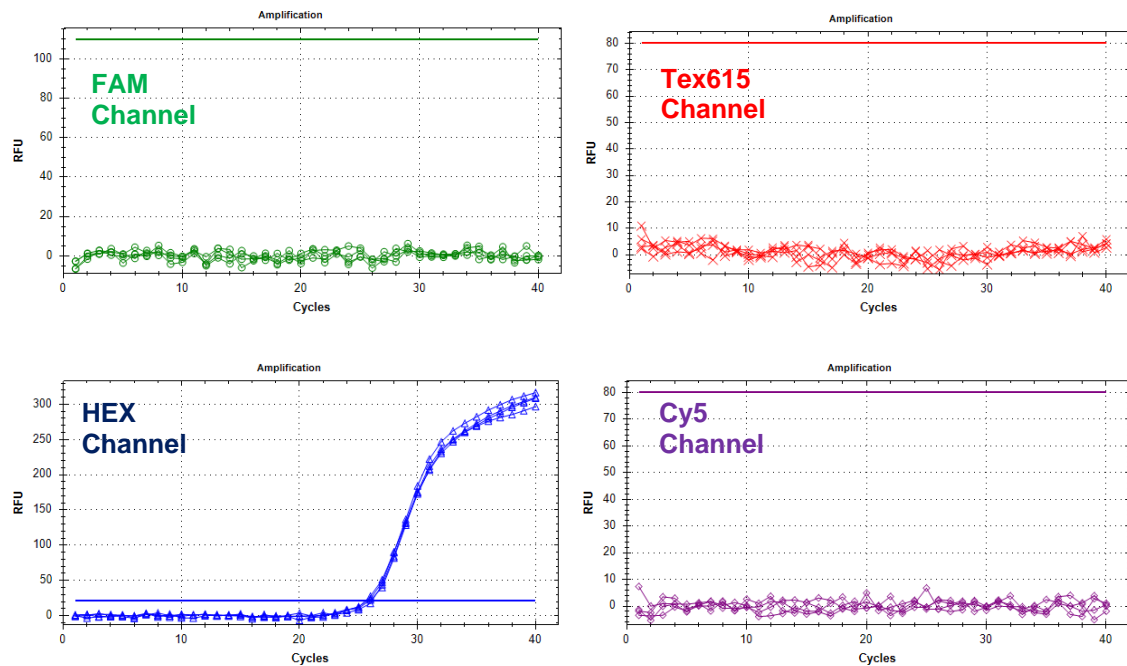 Amplification
100
80
60
40
20
0
RFU
FAM
Channel
0 10 20 30 40
Cycles
Amplification
80
70
60
50
40
30
20
10
0
RFU
Tex615
Channel
0 10 20 30 40
Cycles
Amplification
300
250
200
150
100
50
0
RFU
HEX
Channel
0 10 20 30 40
Cycles
Amplification
80
70
60
50
40
30
20
10
0
RFU
Cy5
Channel
0 10 20 30 40
Cycles